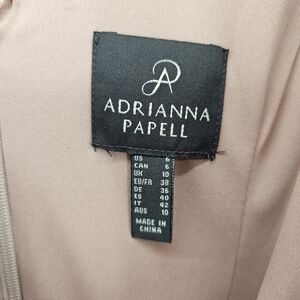 ADRIANNA
PAPELL
US 6
CAN 6
UK 10
EU/FR 38
DE 36
ES 40
IT 42
AUS 10
MADE IN
CHINA